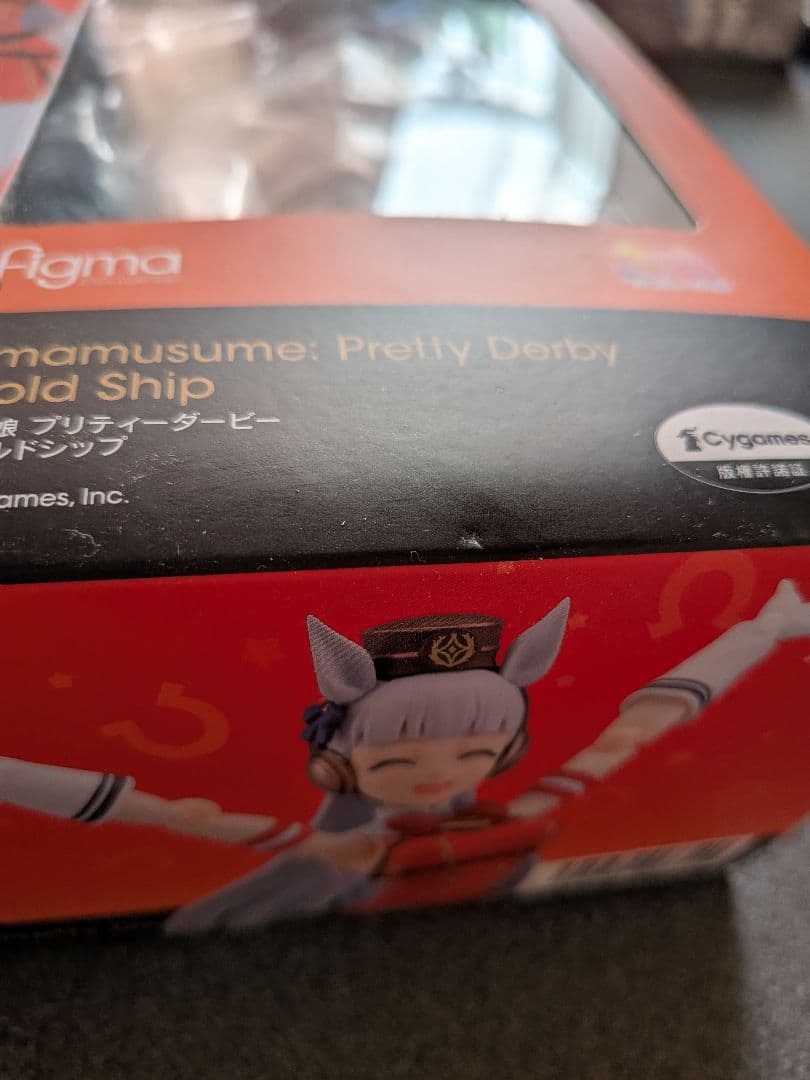 figma
mamusume: Pretty Derby
old Ship
娘 プリティーダービー
ルドシップ
ames, Inc.
Cygames
版権許諾証